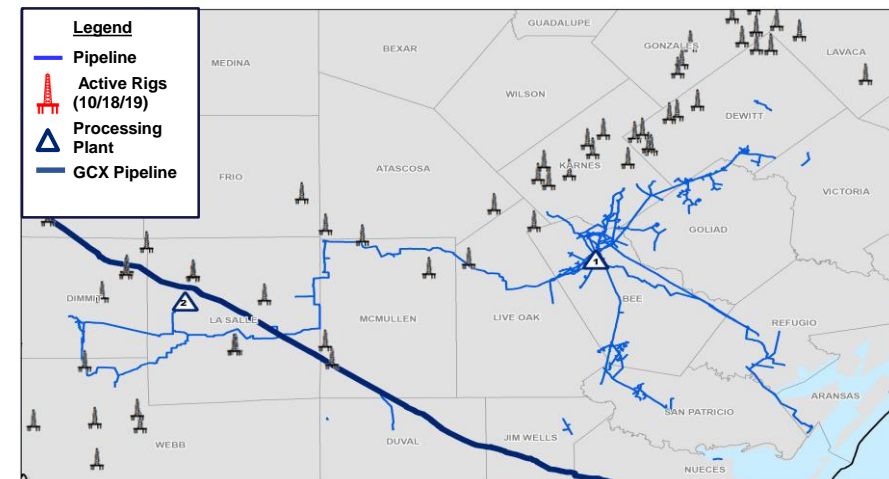 Legend
Pipeline
Active Rigs
(10/18/19)
Processing
Plant
GCX Pipeline
GUADALUPE
BEXAR
GONZALES
LAVACA
MEDINA
WILSON
DEWITT
KARNES
ATASCOSA
FRIO
VICTORIA
GOLIAD
1
DIMMIT
2
LA SALLE
MCMULLEN
LIVE OAK
BEE
REFUGIO
ARANSAS
SAN PATRICIO
WEBB
DUVAL
JIM WELLS
NUECES